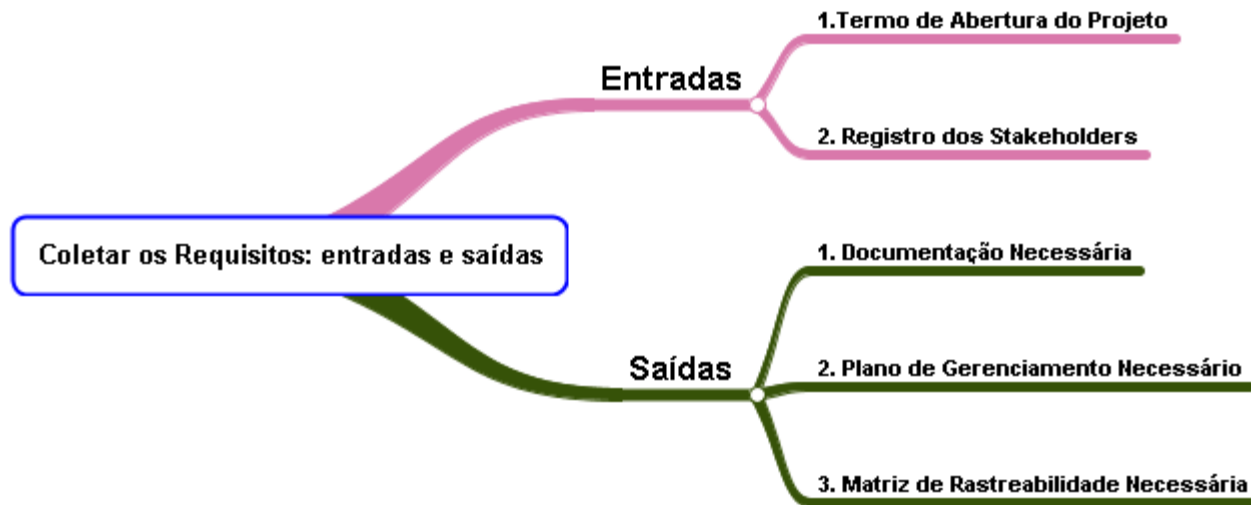 Coletar os Requisitos: entradas e saídas
Entradas
1.Termo de Abertura do Projeto
2. Registro dos Stakeholders
Saídas
1. Documentação Necessária
2. Plano de Gerenciamento Necessário
3. Matriz de Rastreabilidade Necessária